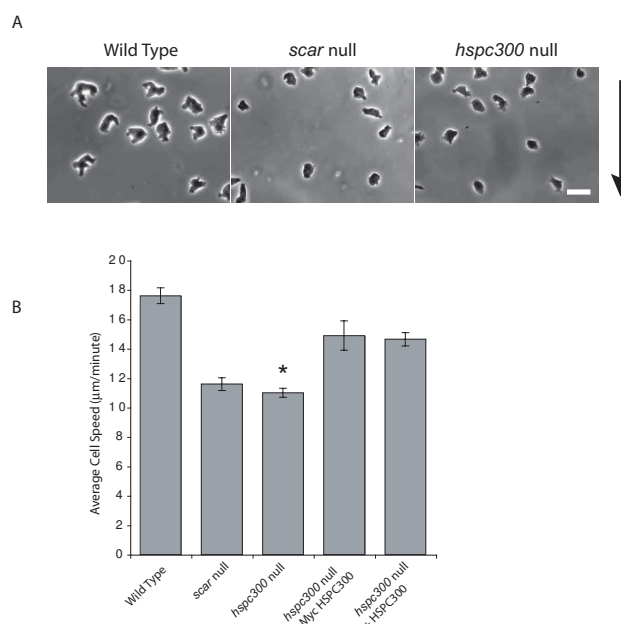 A
Wild Type
scar null
hspc300 null
B
Average Cell Speed (μm/minute)
20
18
16
14
12
10
8
6
4
2
0
*
Wild Type
scar null
hspc300 null
hspc300 null
Myc HSPC300
hspc300 null
HSPC300